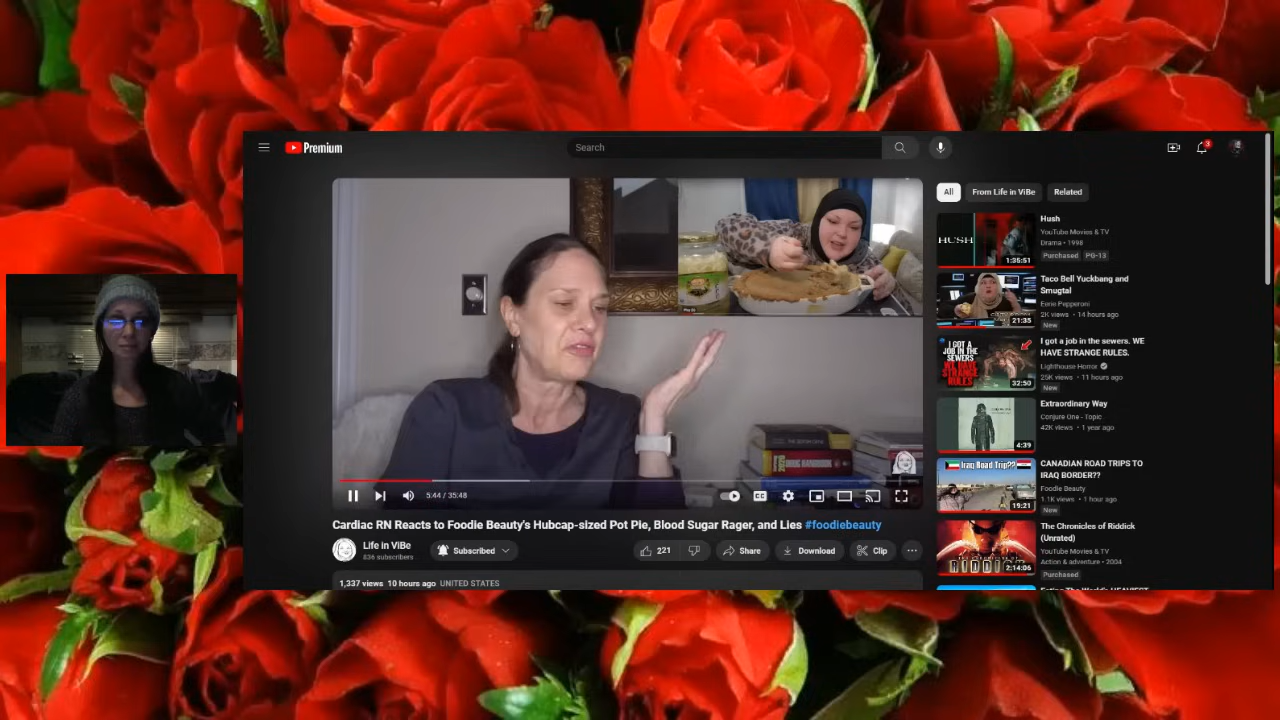 Premium
Search
3
All
From Life in ViBe
Related
HUSH
1:35:51
Hush
YouTube Movies & TV
Drama • 1998
Purchased
PG-13
21:35
Taco Bell Yuckbang and
Smugtal
Eerie Pepperoni
2K views • 14 hours ago
New
I GOT A
JOB IN THE
SEWERS
WE HAVE
STRANGE
RULES.
32:50
I got a job in the sewers. WE
HAVE STRANGE RULES.
Lighthouse Horror
25K views • 11 hours ago
New
4:39
Extraordinary Way
Conjure One - Topic
42K views • 1 year ago
Iraq Road Trip??
19:21
CANADIAN ROAD TRIPS TO
IRAQ BORDER??
Foodie Beauty
1.1K views • 1 hour ago
New
2:14:06
The Chronicles of Riddick
(Unrated)
YouTube Movies & TV
Action & adventure • 2004
Purchased
5:44 / 35:48
CC
Cardiac RN Reacts to Foodie Beauty's Hubcap-sized Pot Pie, Blood Sugar Rager, and Lies #foodiebeauty
Life in ViBe
836 subscribers
Subscribed
221
Share
Download
Clip
1,337 views 10 hours ago UNITED STATES